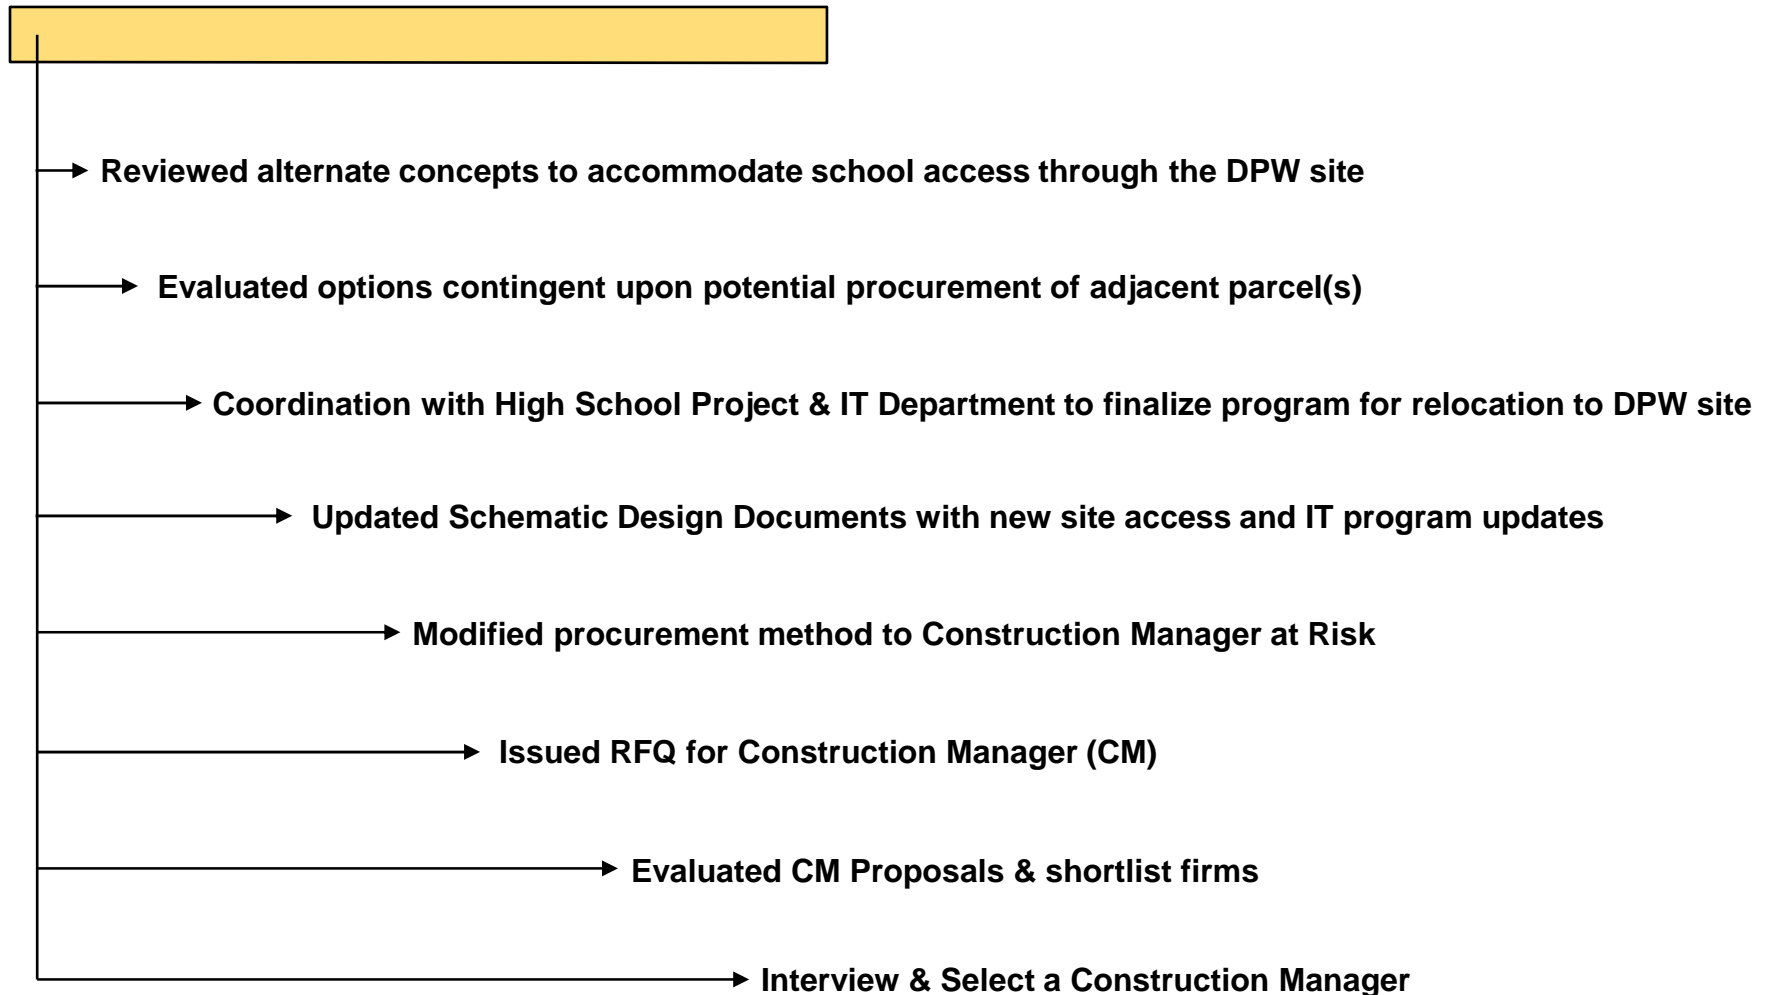 Reviewed alternate concepts to accommodate school access through the DPW site
Evaluated options contingent upon potential procurement of adjacent parcel(s)
Coordination with High School Project & IT Department to finalize program for relocation to DPW site
Updated Schematic Design Documents with new site access and IT program updates
Modified procurement method to Construction Manager at Risk
Issued RFQ for Construction Manager (CM)
Evaluated CM Proposals & shortlist firms
Interview & Select a Construction Manager